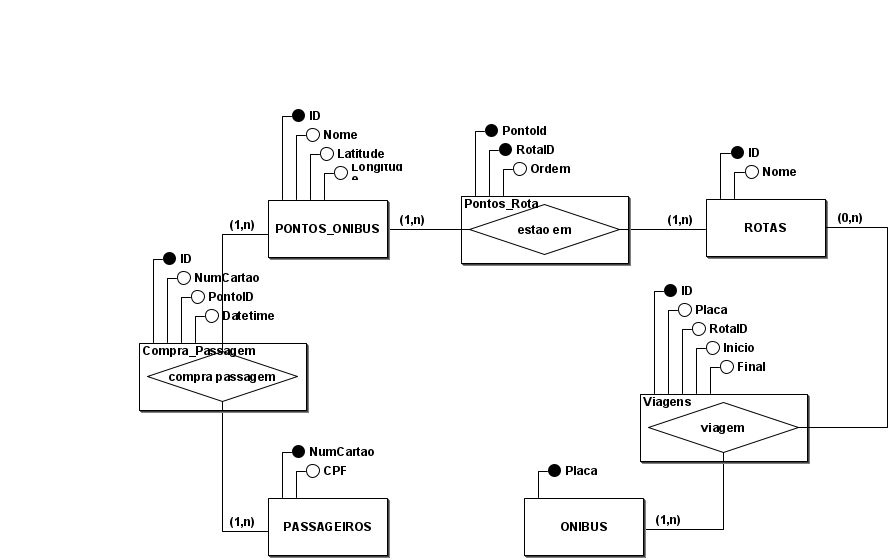 ID
Nome
Latitude
Longitud
e
PONTOS_ONIBUS
(1,n)
(1,n)
PontoId
RotaID
Ordem
Pontos_Rota
estao em
(1,n)
ID
Nome
ROTAS
(0,n)
ID
NumCartao
PontoID
Datetime
Compra_Passagem
compra passagem
ID
Placa
RotaID
Inicio
Final
Viagens
viagem
NumCartao
CPF
PASSAGEIROS
(1,n)
Placa
ONIBUS
(1,n)